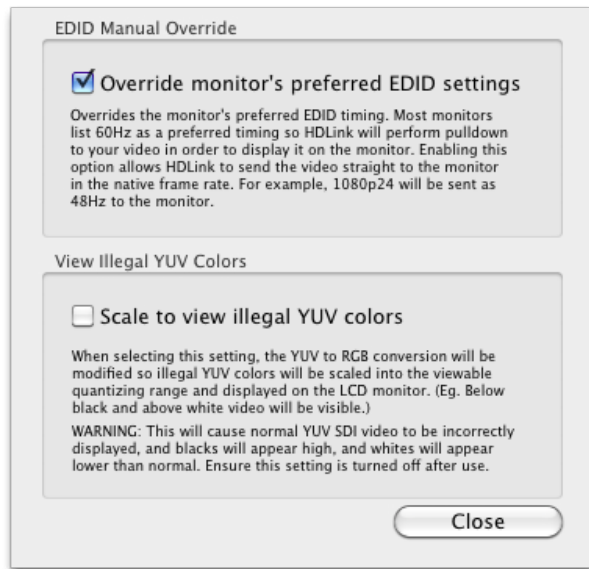 EDID Manual Override
Override monitor's preferred EDID settings
Overrides the monitor's preferred EDID timing. Most monitors
list 60Hz as a preferred timing so HDLink will perform pulldown
to your video in order to display it on the monitor. Enabling this
option allows HDLink to send the video straight to the monitor
in the native frame rate. For example, 1080p24 will be sent as
48Hz to the monitor.
View Illegal YUV Colors
Scale to view illegal YUV colors
When selecting this setting, the YUV to RGB conversion will be
modified so illegal YUV colors will be scaled into the viewable
quantizing range and displayed on the LCD monitor. (Eg. Below
black and above white video will be visible.)
WARNING: This will cause normal YUV SDI video to be incorrectly
displayed, and blacks will appear high, and whites will appear
lower than normal. Ensure this setting is turned off after use.
Close